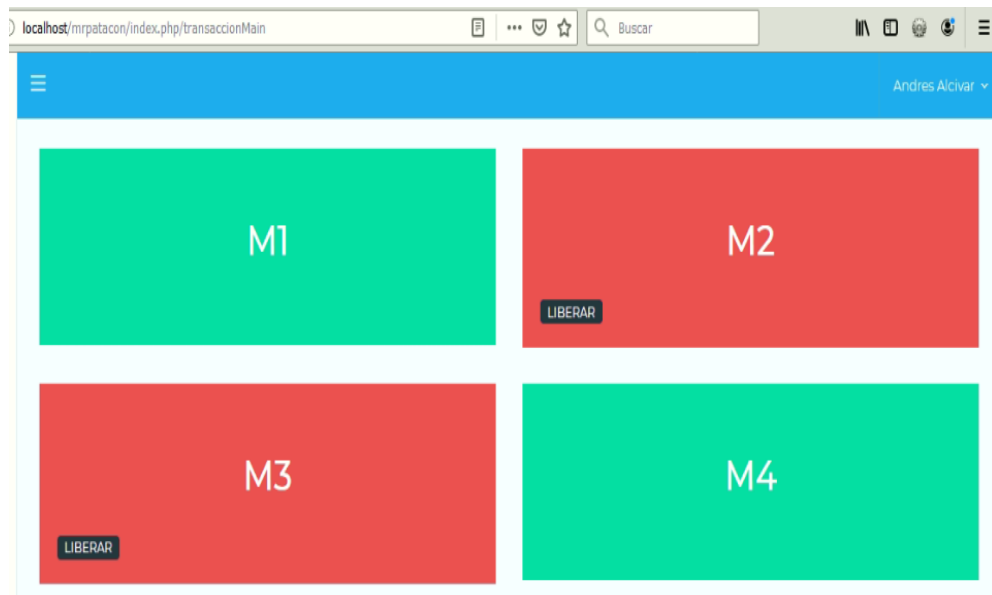 localhost/mrpatacon/index.php/transaccionMain
Buscar
Andres Alcivar
M1
M2
LIBERAR
M3
LIBERAR
M4